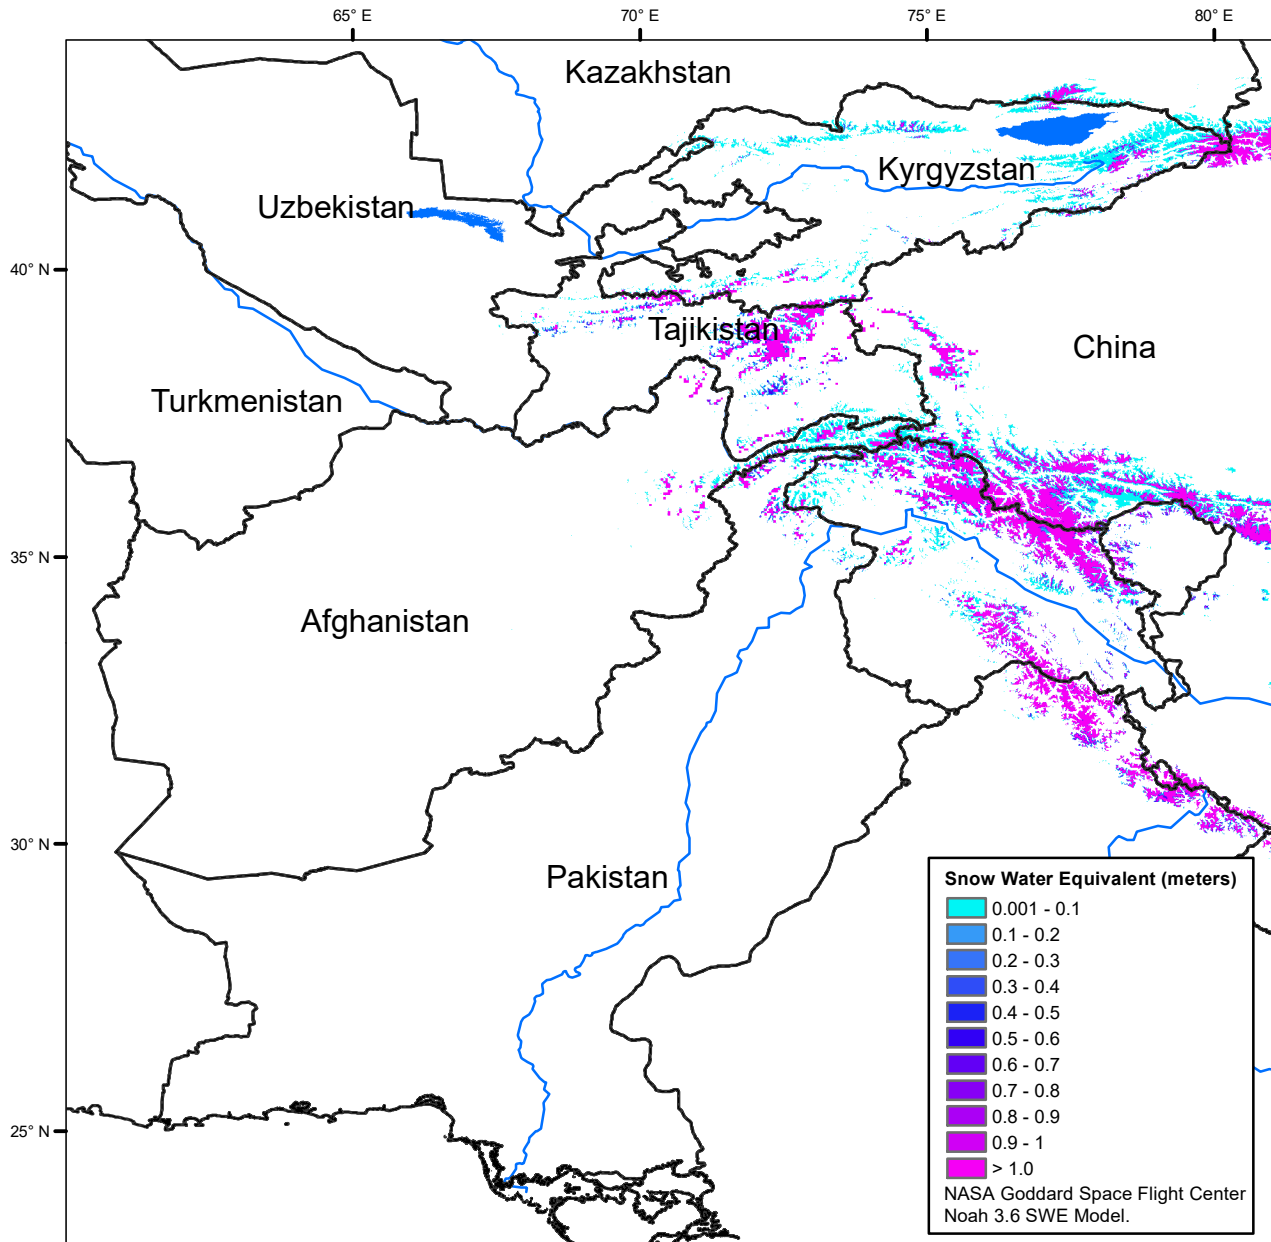 65° E
70° E
75° E
80° E
Kazakhstan
Kyrgyzstan
Uzbekistan
40° N
Tajikistan
China
Turkmenistan
35° N
Afghanistan
30° N
Pakistan
25° N
Snow Water Equivalent (meters)
0.001 - 0.1
0.1 - 0.2
0.2 - 0.3
0.3 - 0.4
0.4 - 0.5
0.5 - 0.6
0.6 - 0.7
0.7 - 0.8
0.8 - 0.9
0.9 - 1
> 1.0
NASA Goddard Space Flight Center
Noah 3.6 SWE Model.